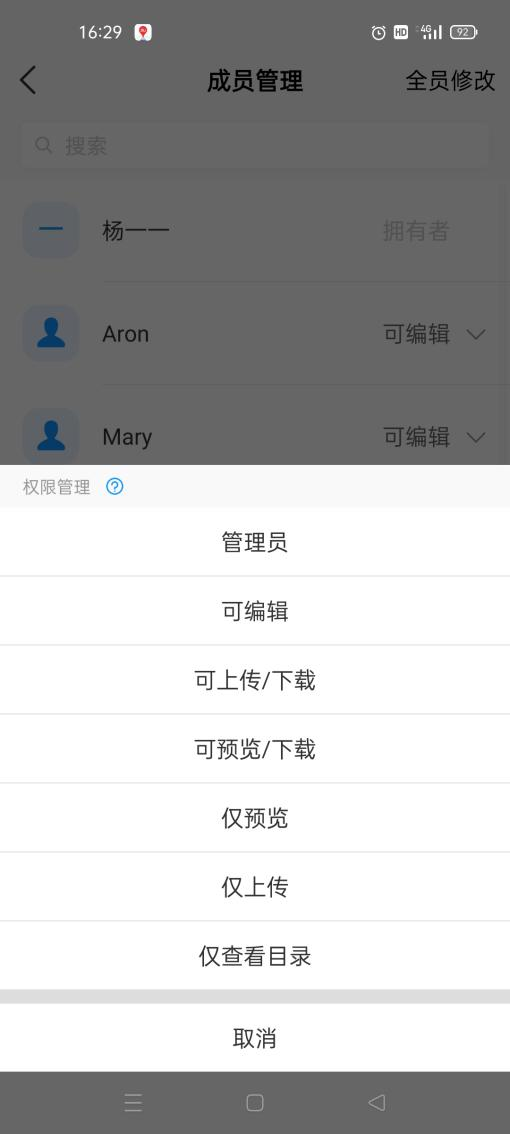 16:29 HD 4G 92
成员管理 全员修改
搜索
杨一一 拥有者
Aron 可编辑
Mary 可编辑
权限管理 ?
管理员
可编辑
可上传/下载
可预览/下载
仅预览
仅上传
仅查看目录
取消